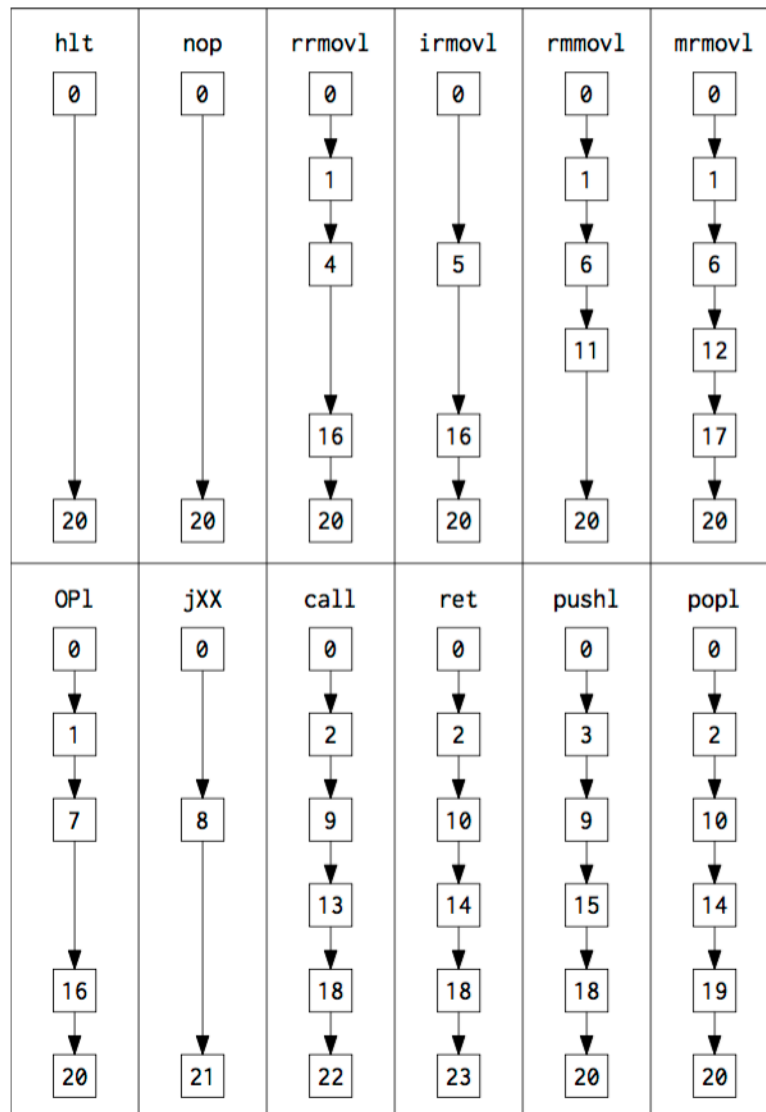 hlt nop rrmovl irmovl rmmovl mrmovl
0 0 0 0 0 0
1 1 1
4 5 6 6
11 12
16 16 17
20 20 20 20 20 20
OPl jXX call ret pushl popl
0 0 0 0 0 0
1 2 2 3 2
7 8 9 10 9 10
13 14 15 14
16 18 18 18 19
20 21 22 23 20 20